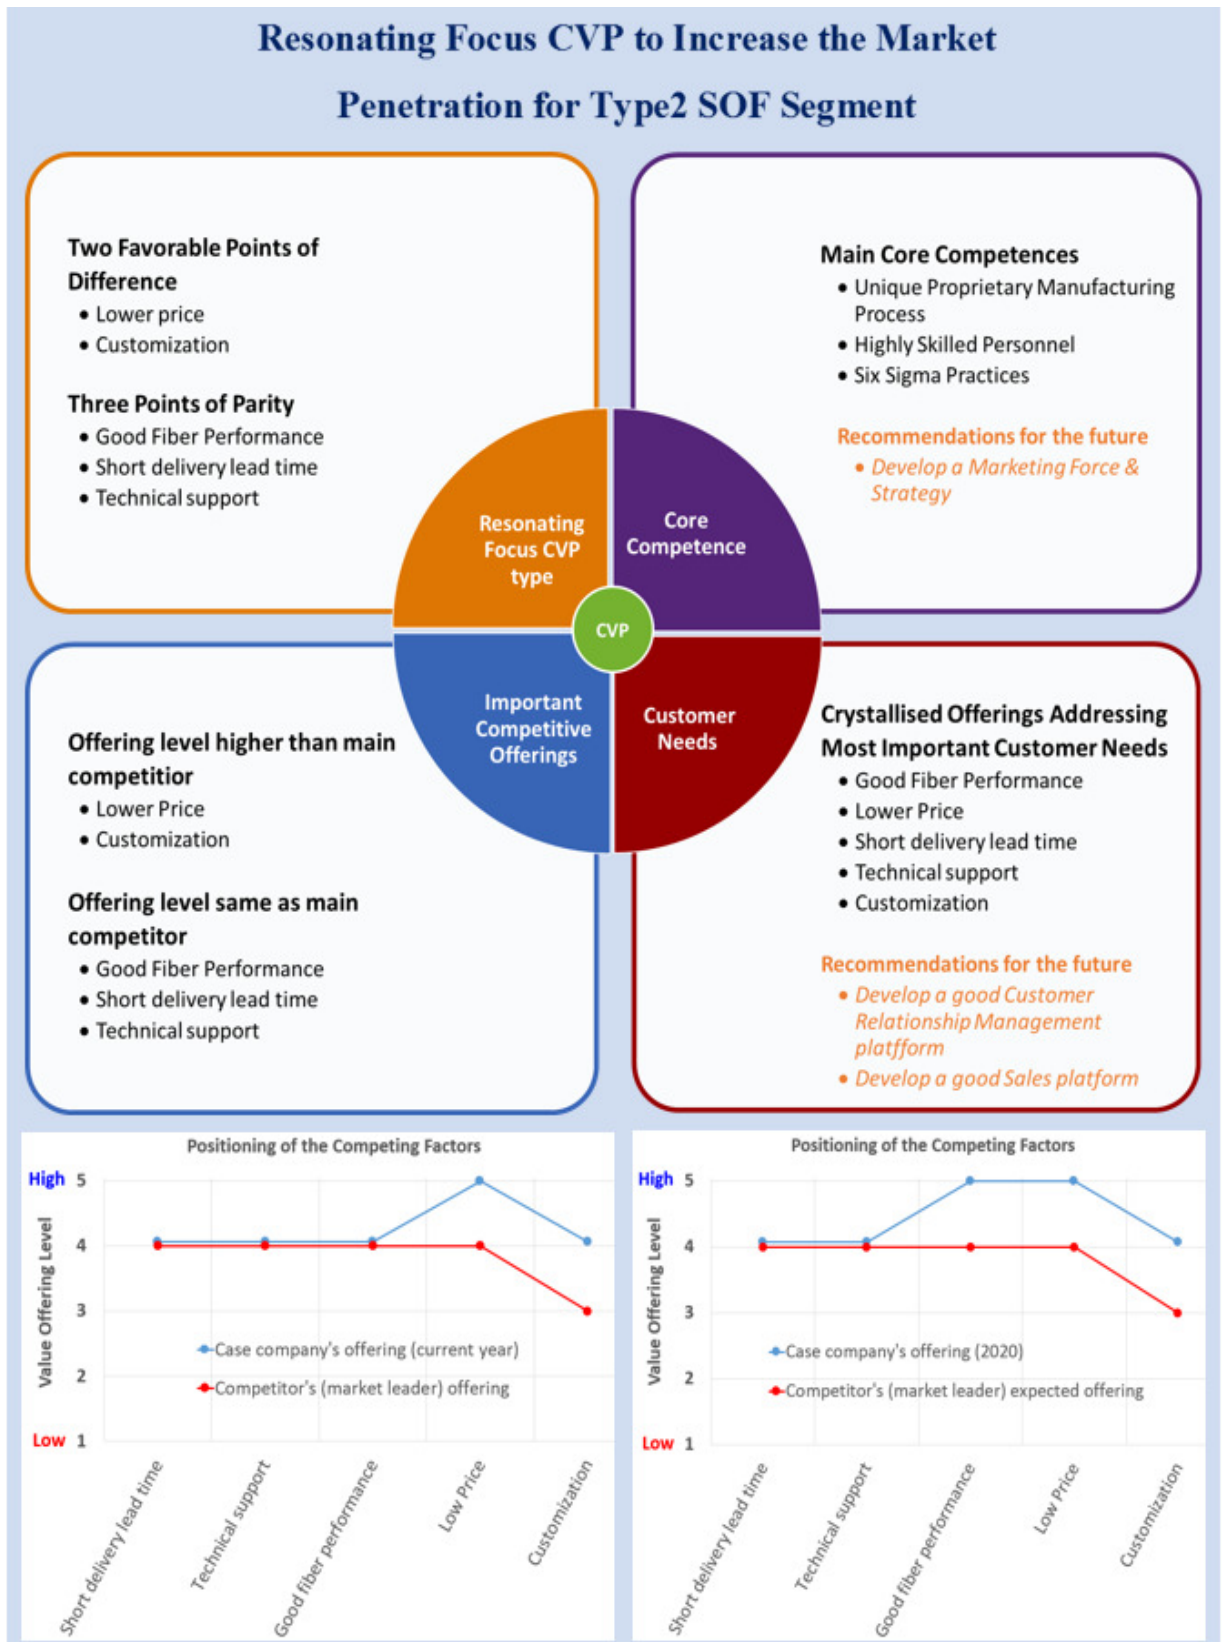 Resonating Focus CVP to Increase the Market
Penetration for Type2 SOF Segment
Two Favorable Points of
Difference
• Lower price
• Customization
Three Points of Parity
• Good Fiber Performance
• Short delivery lead time
• Technical support
Main Core Competences
• Unique Proprietary Manufacturing
Process
• Highly Skilled Personnel
• Six Sigma Practices
Recommendations for the future
• Develop a Marketing Force &
Strategy
Resonating
Focus CVP
type
Core
Competence
CVP
Important
Competitive
Offerings
Customer
Needs
Offering level higher than main
competitior
• Lower Price
• Customization
Offering level same as main
competitor
• Good Fiber Performance
• Short delivery lead time
• Technical support
Crystallised Offerings Addressing
Most Important Customer Needs
• Good Fiber Performance
• Lower Price
• Short delivery lead time
• Technical support
• Customization
Recommendations for the future
• Develop a good Customer
Relationship Management
platfform
• Develop a good Sales platform
Positioning of the Competing Factors
High 5
4
3
2
Low 1
Value Offering Level
Case company's offering (current year)
Competitor's (market leader) offering
Short delivery lead time
Technical support
Good fiber performance
Low Price
Customization
Positioning of the Competing Factors
High 5
4
3
2
Low 1
Value Offering Level
Case company's offering (2020)
Competitor's (market leader) expected offering
Short delivery lead time
Technical support
Good fiber performance
Low Price
Customization